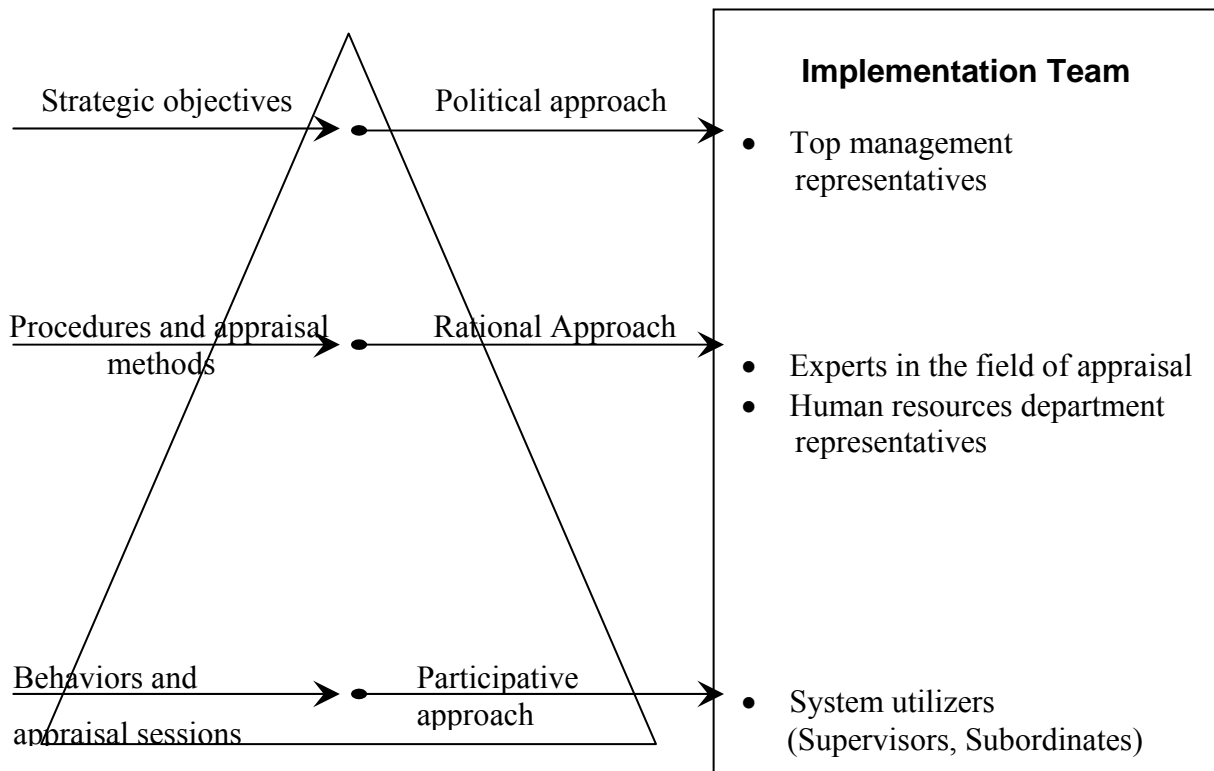 Implementation Team
Strategic objectives
Political approach
• Top management
representatives
Procedures and appraisal
methods
Rational Approach
• Experts in the field of appraisal
• Human resources department
representatives
Behaviors and
appraisal sessions
Participative
approach
• System utilizers
(Supervisors, Subordinates)